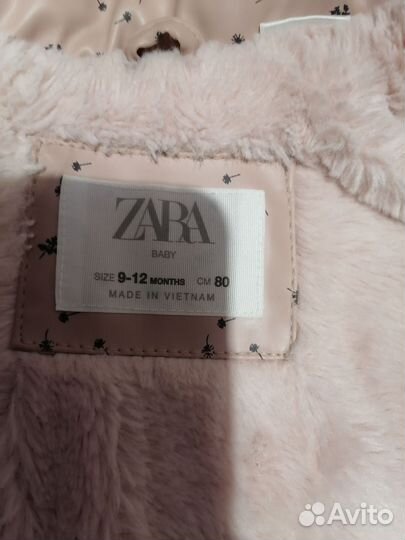 ZARA
BABY
SIZE 9-12 MONTHS CM 80
MADE IN VIETNAM
Avito